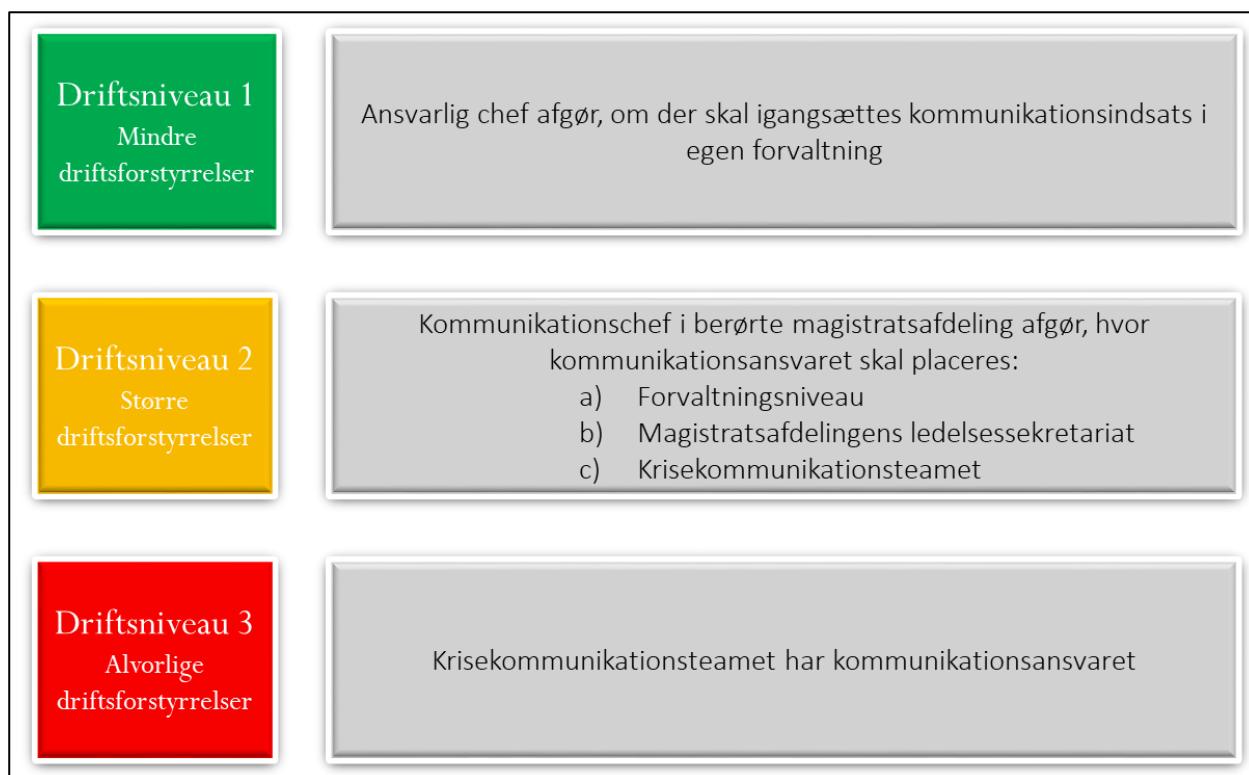 Driftsniveau 1
Mindre
driftsforstyrrelser
Ansvarlig chef afgør, om der skal igangsættes kommunikationsindsats i
egen forvaltning
Driftsniveau 2
Større
driftsforstyrrelser
Kommunikationschef i berørte magistratsafdeling afgør, hvor
kommunikationsansvaret skal placeres:
a) Forvaltningsniveau
b) Magistratsafdelingens ledelsessekretariat
c) Krisekommunikationsteamet
Driftsniveau 3
Alvorlige
driftsforstyrrelser
Krisekommunikationsteamet har kommunikationsansvaret